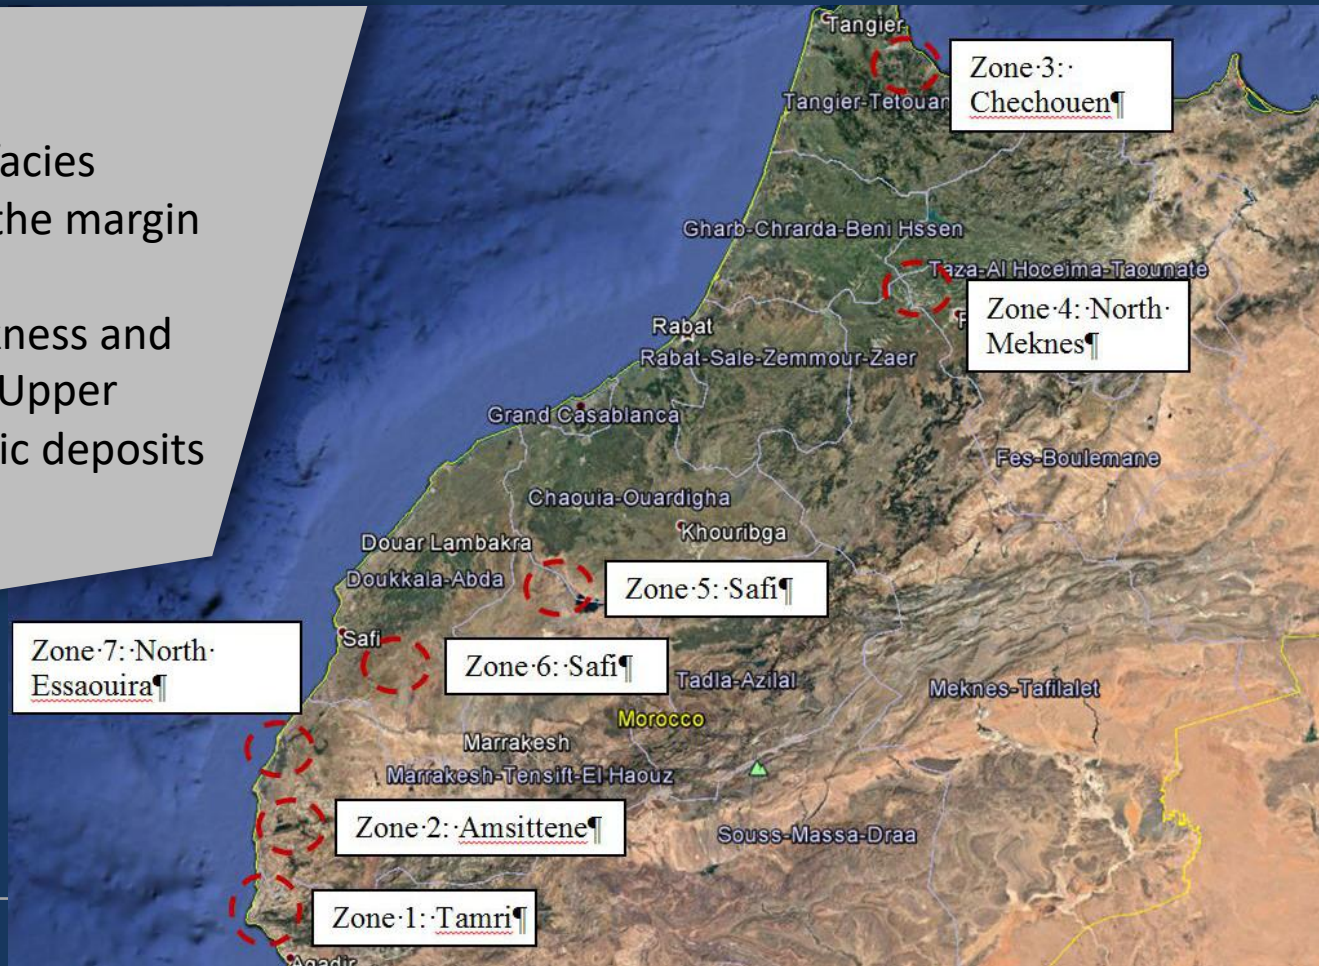 acies
the margin
ness and
Upper
ic deposits
Tangier
Zone·3:·
Chechouen¶
Tangier-Tetouan
Gharb-Chrarda-Beni Hssen
Taza-Al Hoceima-Taounate
Zone·4:·North·
Meknes¶
F
Rabat
Rabat-Sale-Zemmour-Zaer
Grand Casablanca
Fes-Boulemane
Chaouia-Ouardigha
Khouribga
Douar Lambakra
Doukkala-Abda
Zone·5:·Safi¶
Safi
Zone·7:·North·
Essaouira¶
Zone·6:·Safi¶
Tadla-Azilal
Meknes-Tafilalet
Morocco
Marrakesh
Marrakesh-Tensift-El Haouz
Zone·2:·Amsittene¶
Souss-Massa-Draa
Zone·1:·Tamri¶
Agadir